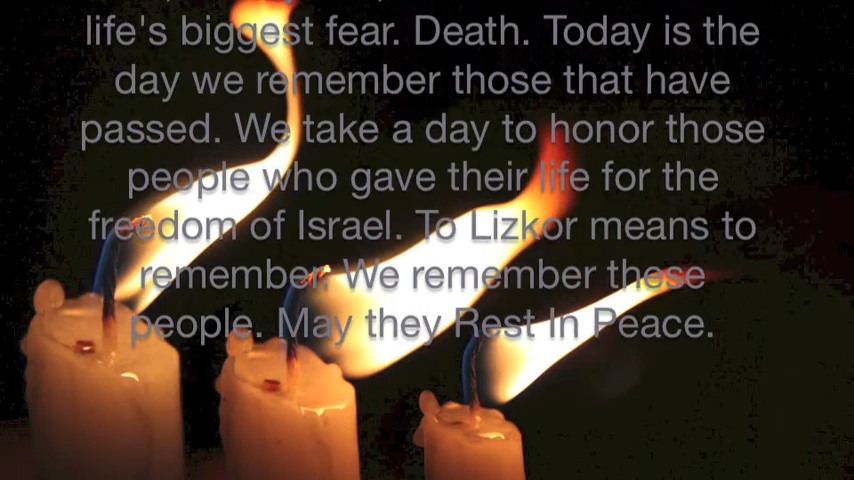 life's biggest fear. Death. Today is the
day we remember those that have
passed. We take a day to honor those
people who gave their life for the
freedom of Israel. To Lizkor means to
remember. We remember these
people. May they Rest In Peace.